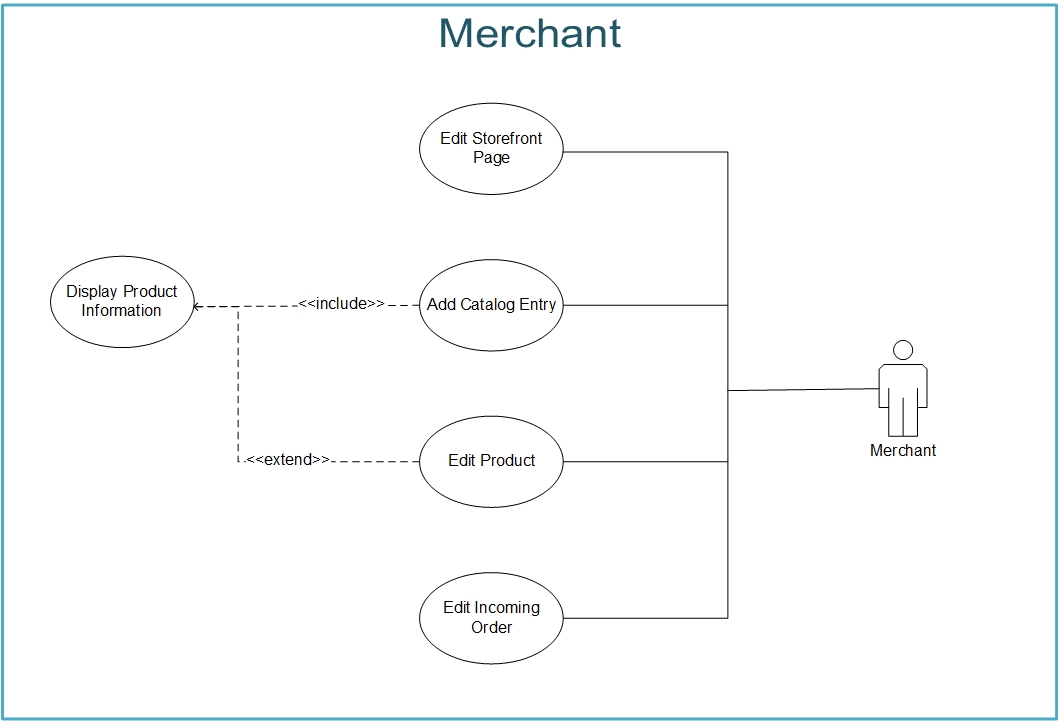 Merchant
Edit Storefront
Page
Display Product
Information
<<include>>
Add Catalog Entry
<<extend>>
Edit Product
Merchant
Edit Incoming
Order